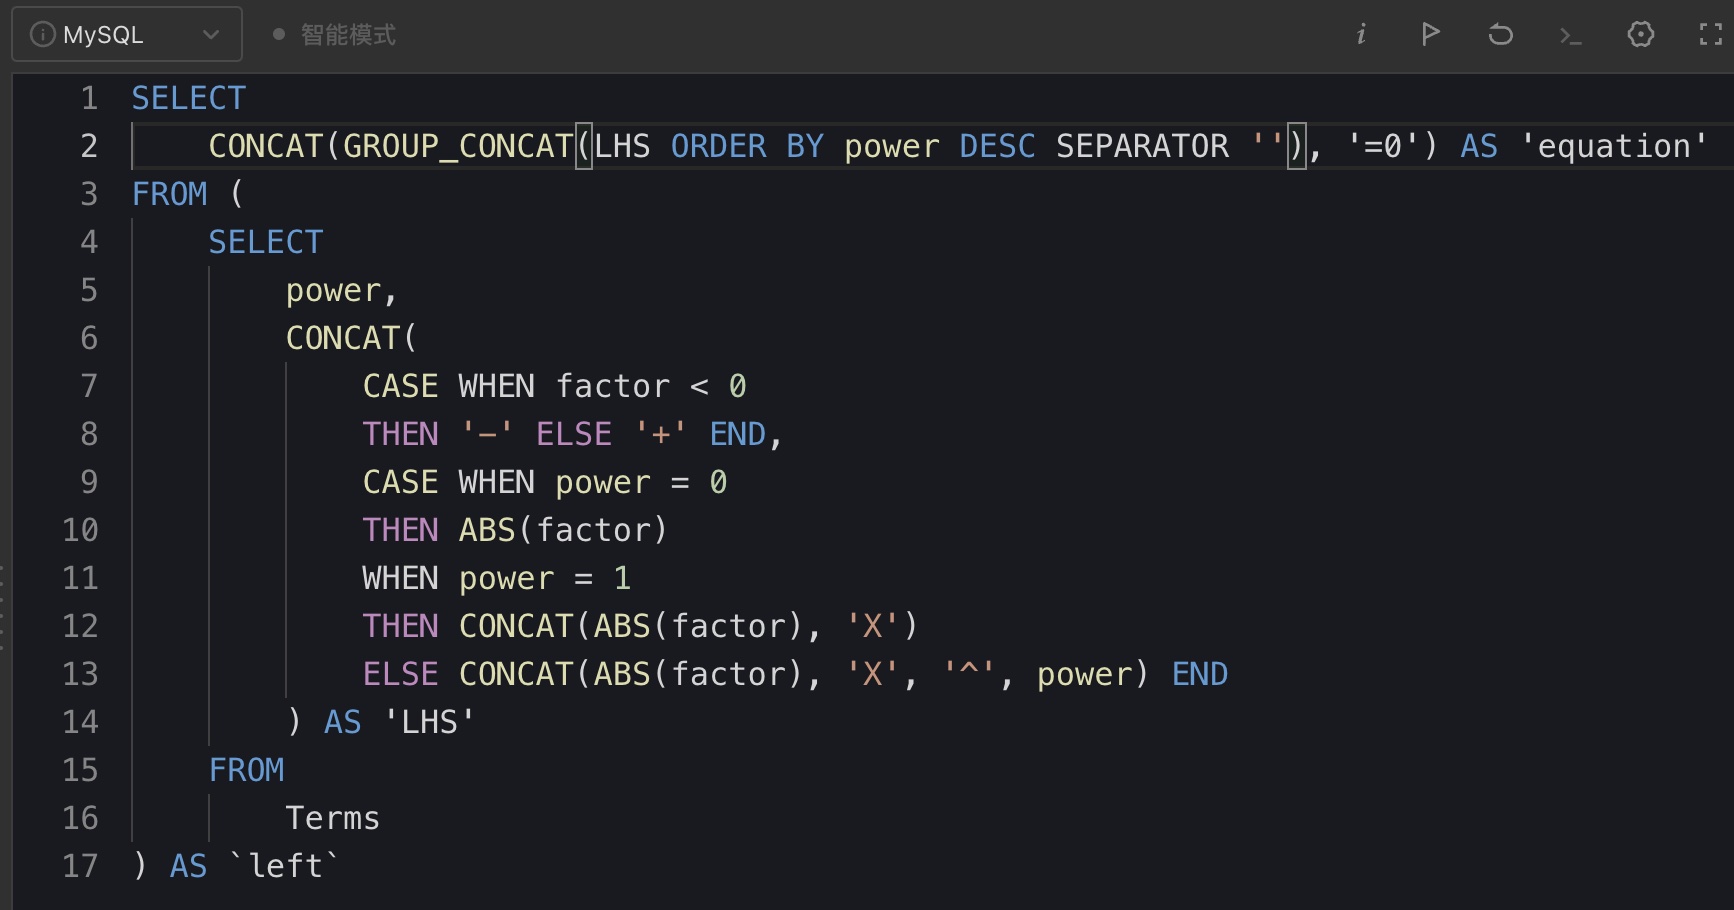 MySQL 智能模式
1 SELECT
2     CONCAT(GROUP_CONCAT(LHS ORDER BY power DESC SEPARATOR ''), '=0') AS 'equation'
3 FROM (
4     SELECT
5         power,
6         CONCAT(
7             CASE WHEN factor < 0
8             THEN '-' ELSE '+' END,
9             CASE WHEN power = 0
10             THEN ABS(factor)
11             WHEN power = 1
12             THEN CONCAT(ABS(factor), 'X')
13             ELSE CONCAT(ABS(factor), 'X', '^', power) END
14         ) AS 'LHS'
15     FROM
16         Terms
17 ) AS `left`